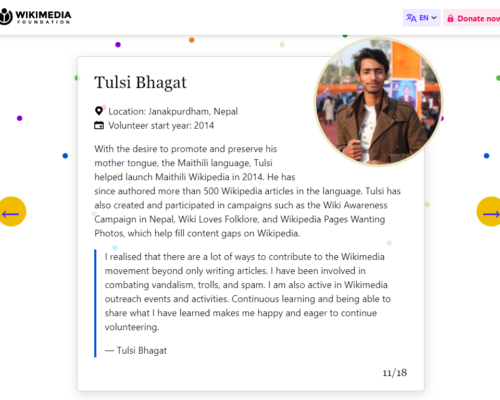 WIKIMEDIA
FOUNDATION
EN
Donate now
Tulsi Bhagat
Location: Janakpurdham, Nepal
Volunteer start year: 2014
With the desire to promote and preserve his
mother tongue, the Maithili language, Tulsi
helped launch Maithili Wikipedia in 2014. He has
since authored more than 500 Wikipedia articles in the language. Tulsi has
also created and participated in campaigns such as the Wiki Awareness
Campaign in Nepal, Wiki Loves Folklore, and Wikipedia Pages Wanting
Photos, which help fill content gaps on Wikipedia.
I realised that there are a lot of ways to contribute to the Wikimedia
movement beyond only writing articles. I have been involved in
combating vandalism, trolls, and spam. I am also active in Wikimedia
outreach events and activities. Continuous learning and being able to
share what I have learned makes me happy and eager to continue
volunteering.
— Tulsi Bhagat
11/18